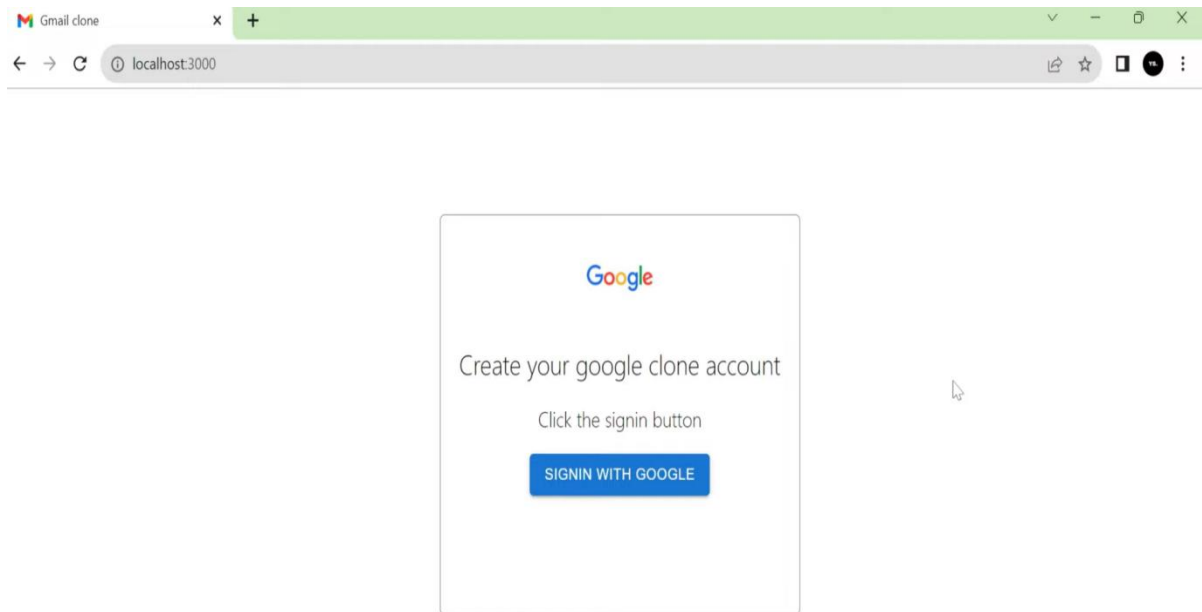 Gmail clone
localhost:3000
Google
Create your google clone account
Click the signin button
SIGNIN WITH GOOGLE